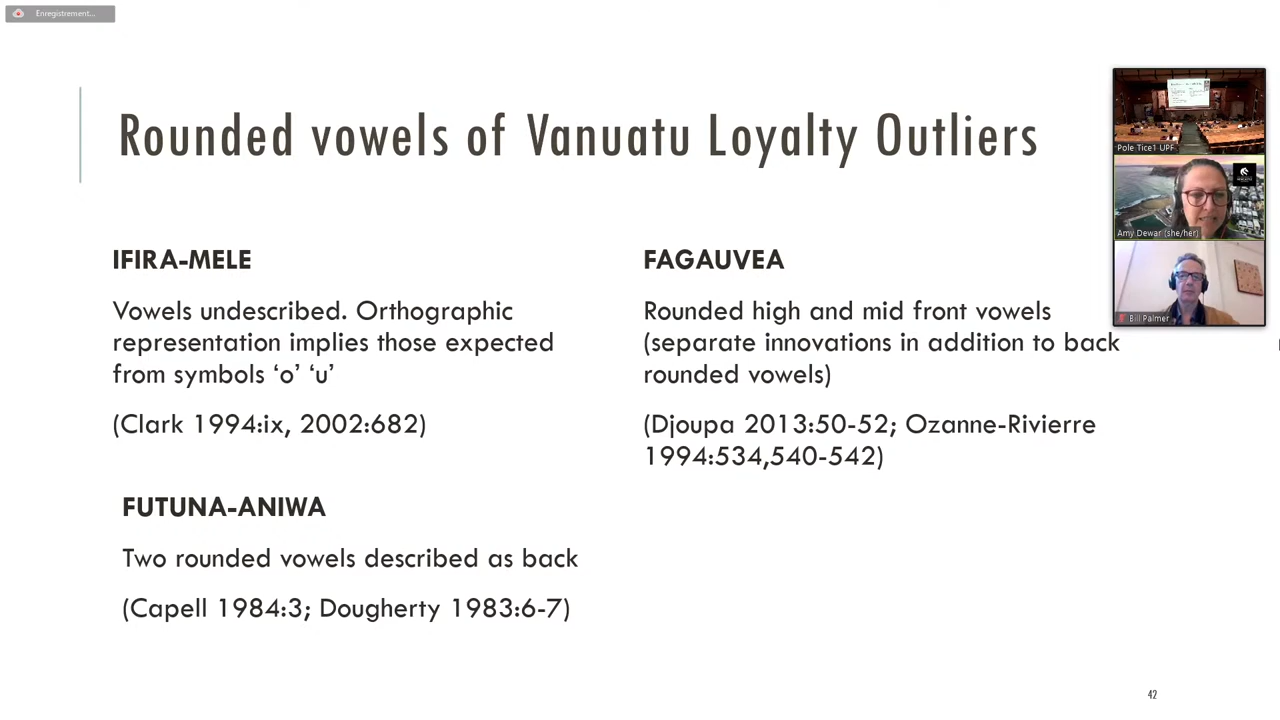 Enregistrement...
Rounded vowels of Vanuatu Loyalty Outliers
IFIRA-MELE
Vowels undescribed. Orthographic
representation implies those expected
from symbols ‘o’ ‘u’
(Clark 1994:ix, 2002:682)
FUTUNA-ANIWA
Two rounded vowels described as back
(Capell 1984:3; Dougherty 1983:6-7)
FAGAUVEA
Rounded high and mid front vowels
(separate innovations in addition to back
rounded vowels)
(Djoupa 2013:50-52; Ozanne-Rivierre
1994:534,540-542)
Pole Tice1 UPF
Amy Dewar (she/her)
Bill Palmer
42